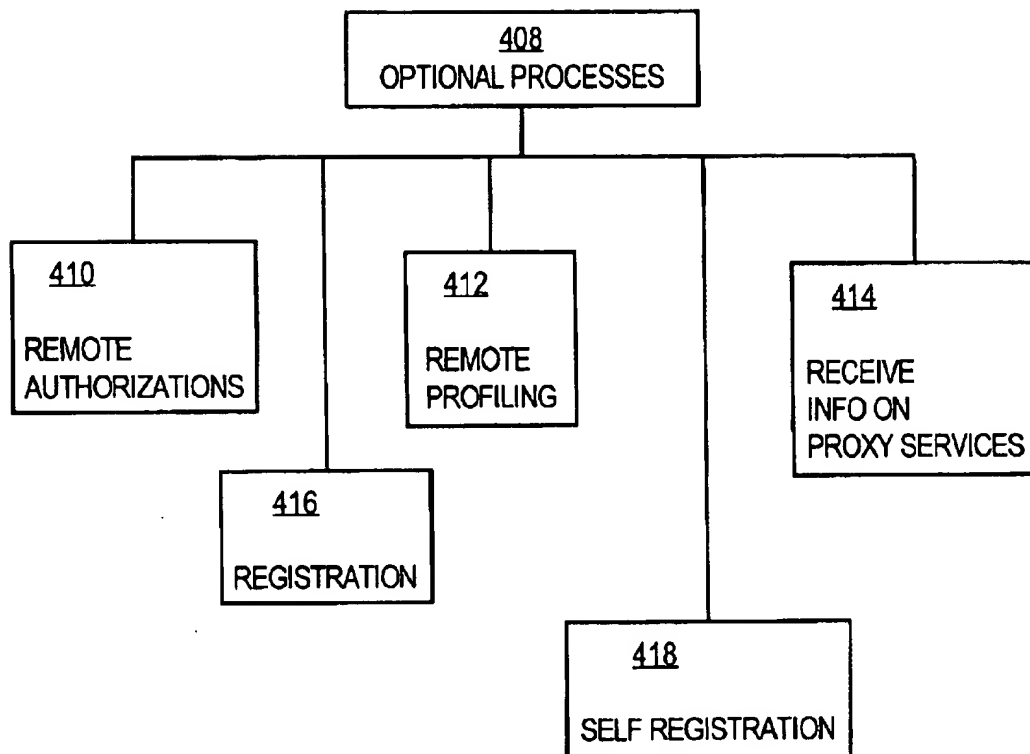 408
OPTIONAL PROCESSES
410
REMOTE
AUTHORIZATIONS
412
REMOTE
PROFILING
414
RECEIVE
INFO ON
PROXY SERVICES
416
REGISTRATION
418
SELF REGISTRATION